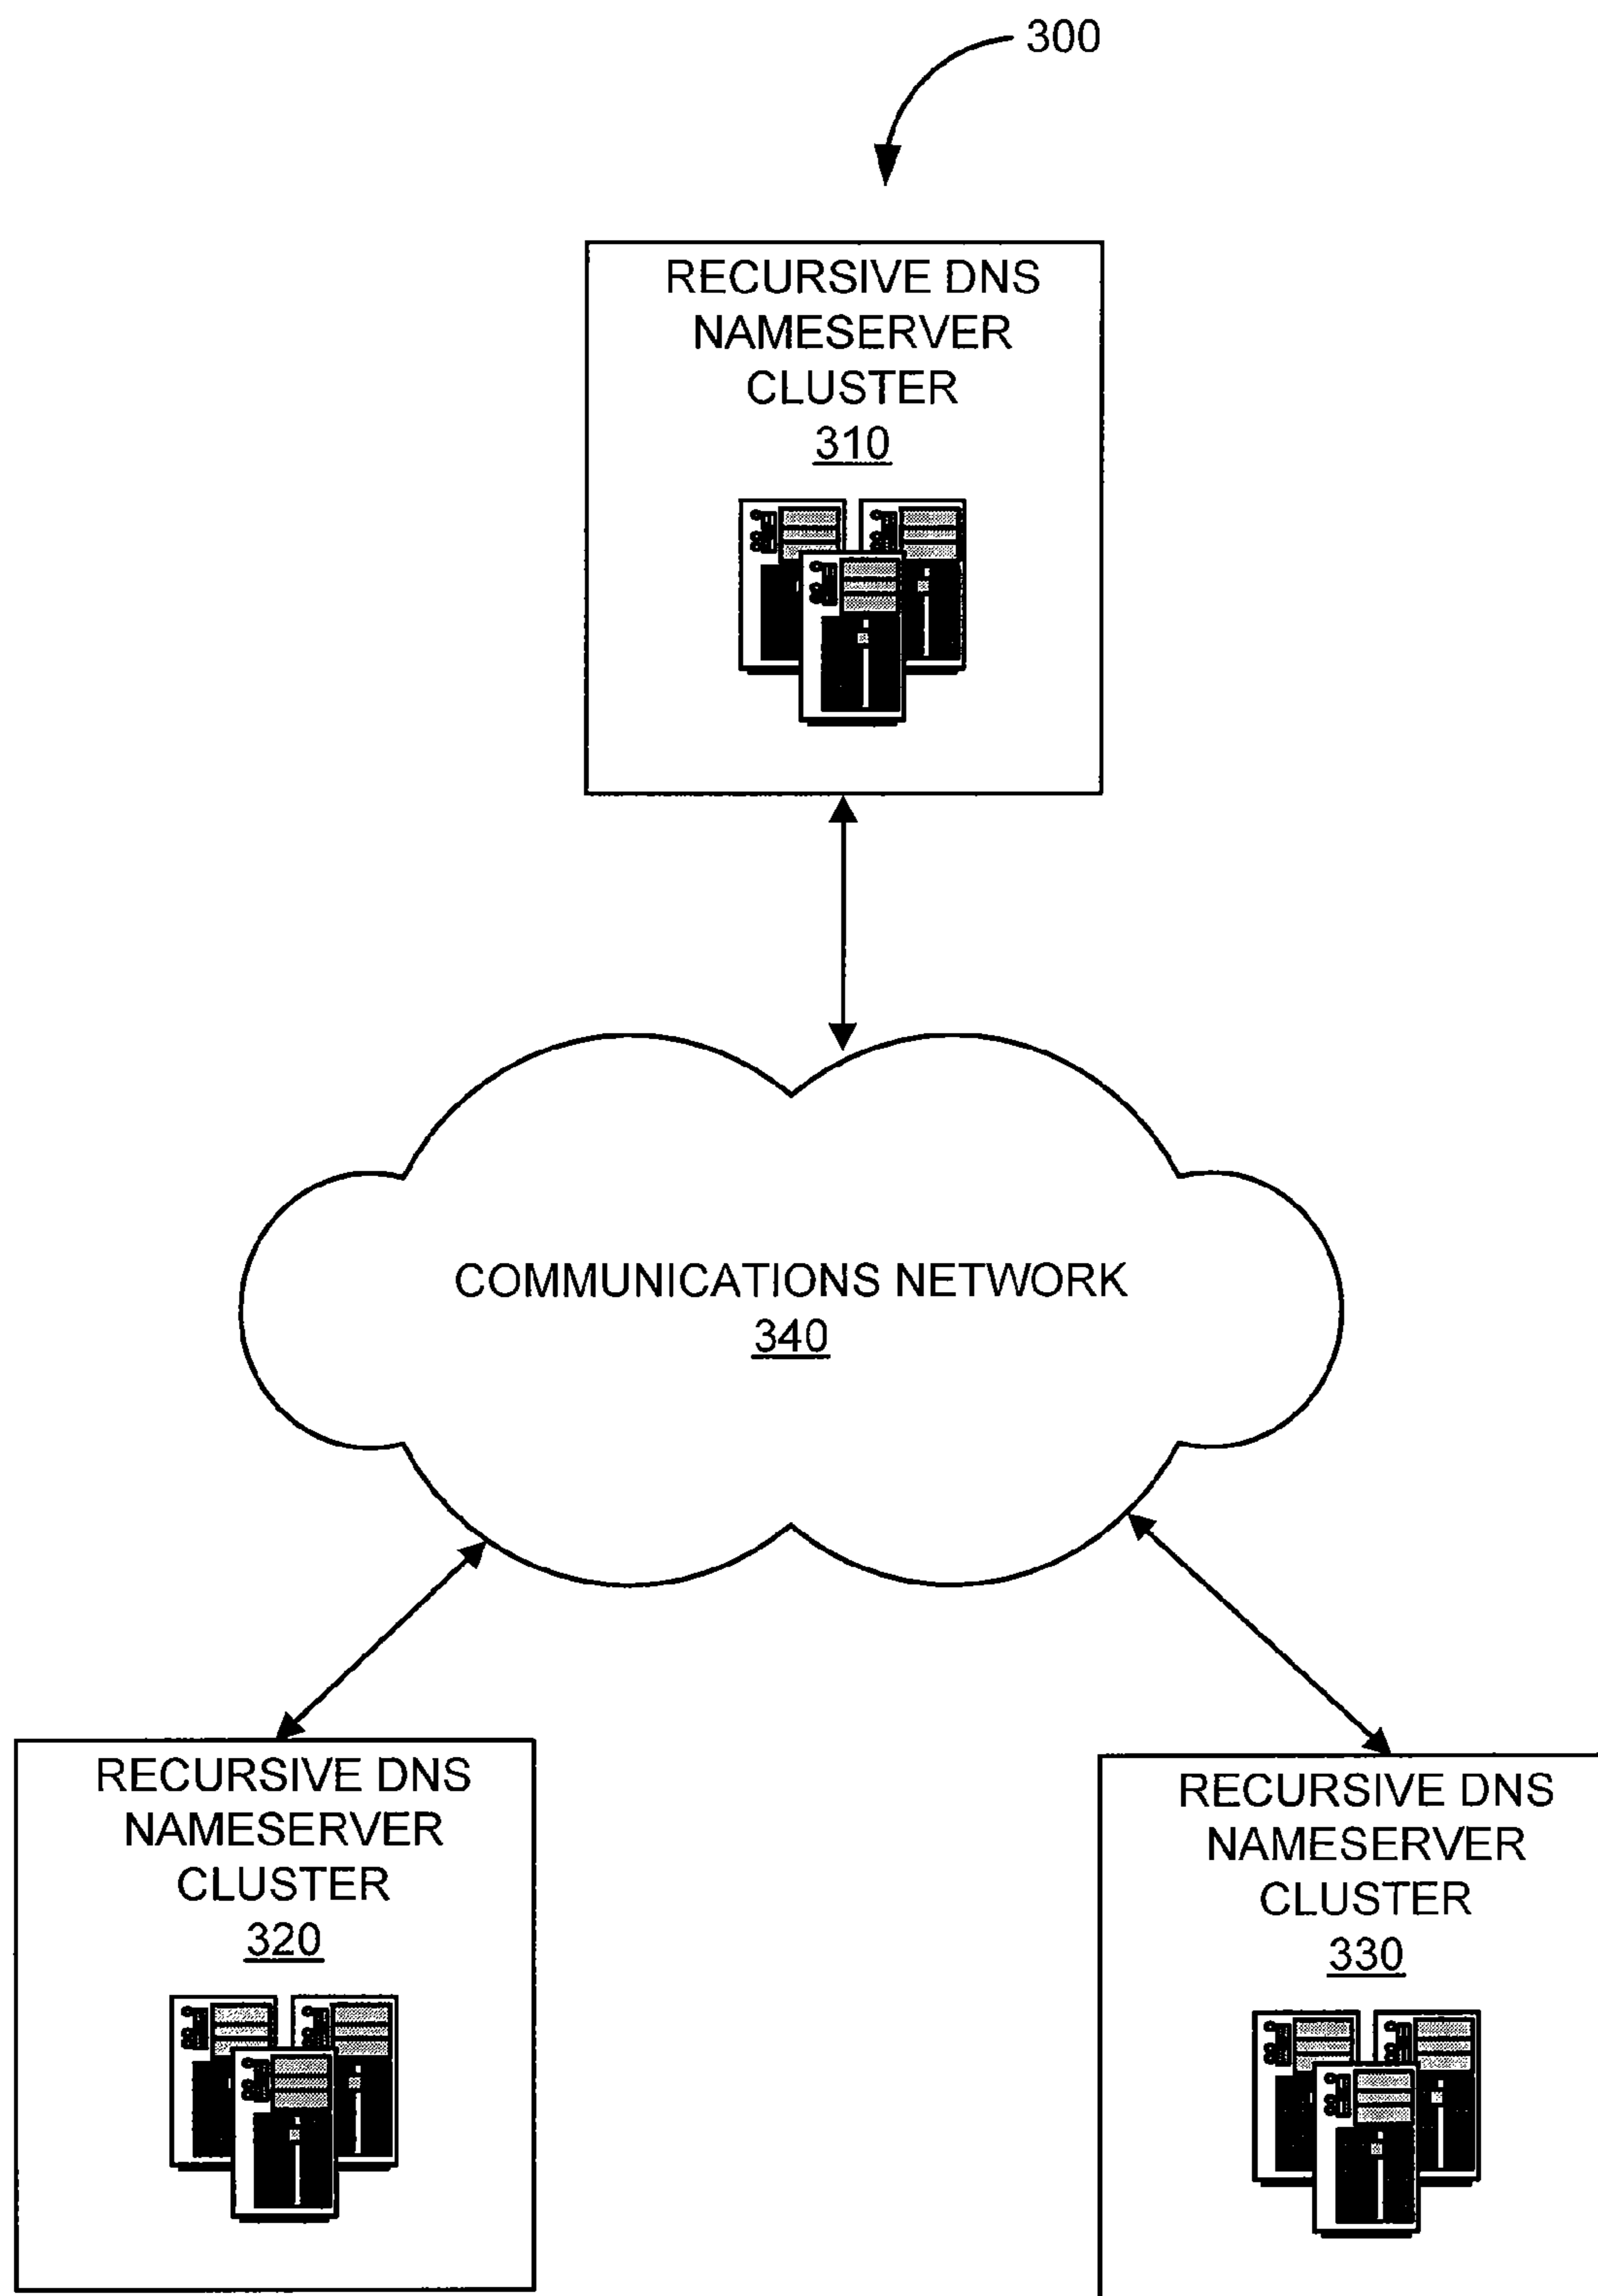 300
RECURSIVE DNS
NAMESERVER
CLUSTER
310
COMMUNICATIONS NETWORK
340
RECURSIVE DNS
NAMESERVER
CLUSTER
320
RECURSIVE DNS
NAMESERVER
CLUSTER
330